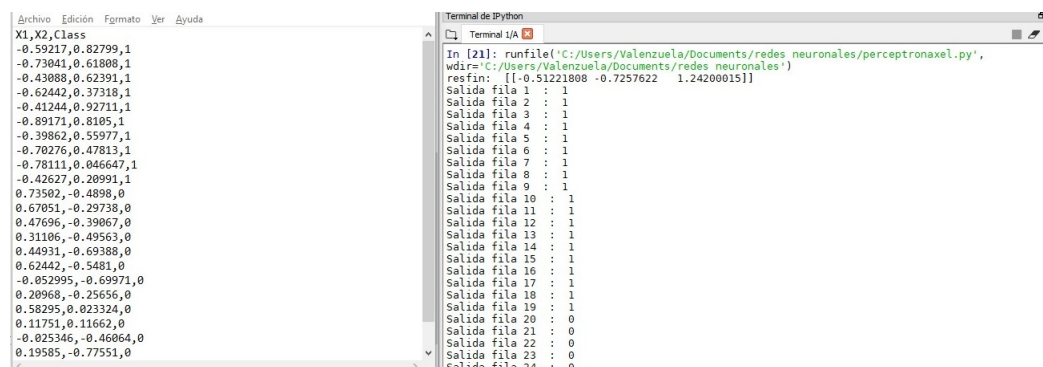 Archivo Edición Formato Ver Ayuda
X1,X2,Class
-0.59217,0.82799,1
-0.73041,0.61808,1
-0.43088,0.62391,1
-0.62442,0.37318,1
-0.41244,0.92711,1
-0.89171,0.8105,1
-0.39862,0.55977,1
-0.70276,0.47813,1
-0.78111,0.046647,1
-0.42627,0.20991,1
0.73502,-0.4898,0
0.67051,-0.29738,0
0.47696,-0.39067,0
0.31106,-0.49563,0
0.44931,-0.69388,0
0.62442,-0.5481,0
-0.052995,-0.69971,0
0.20968,-0.25656,0
0.58295,0.023324,0
0.11751,0.11662,0
-0.025346,-0.46064,0
0.19585,-0.77551,0
Terminal de IPython
Terminal 1/A
In [21]: runfile('C:/Users/Valenzuela/Documents/redes neuronales/perceptronaxel.py',
wdir='C:/Users/Valenzuela/Documents/redes neuronales')
resfin: [[-0.51221808 -0.7257622 1.24200015]]
Salida fila 1 : 1
Salida fila 2 : 1
Salida fila 3 : 1
Salida fila 4 : 1
Salida fila 5 : 1
Salida fila 6 : 1
Salida fila 7 : 1
Salida fila 8 : 1
Salida fila 9 : 1
Salida fila 10 : 1
Salida fila 11 : 1
Salida fila 12 : 1
Salida fila 13 : 1
Salida fila 14 : 1
Salida fila 15 : 1
Salida fila 16 : 1
Salida fila 17 : 1
Salida fila 18 : 1
Salida fila 19 : 1
Salida fila 20 : 0
Salida fila 21 : 0
Salida fila 22 : 0
Salida fila 23 : 0
Salida fila 24 : 0